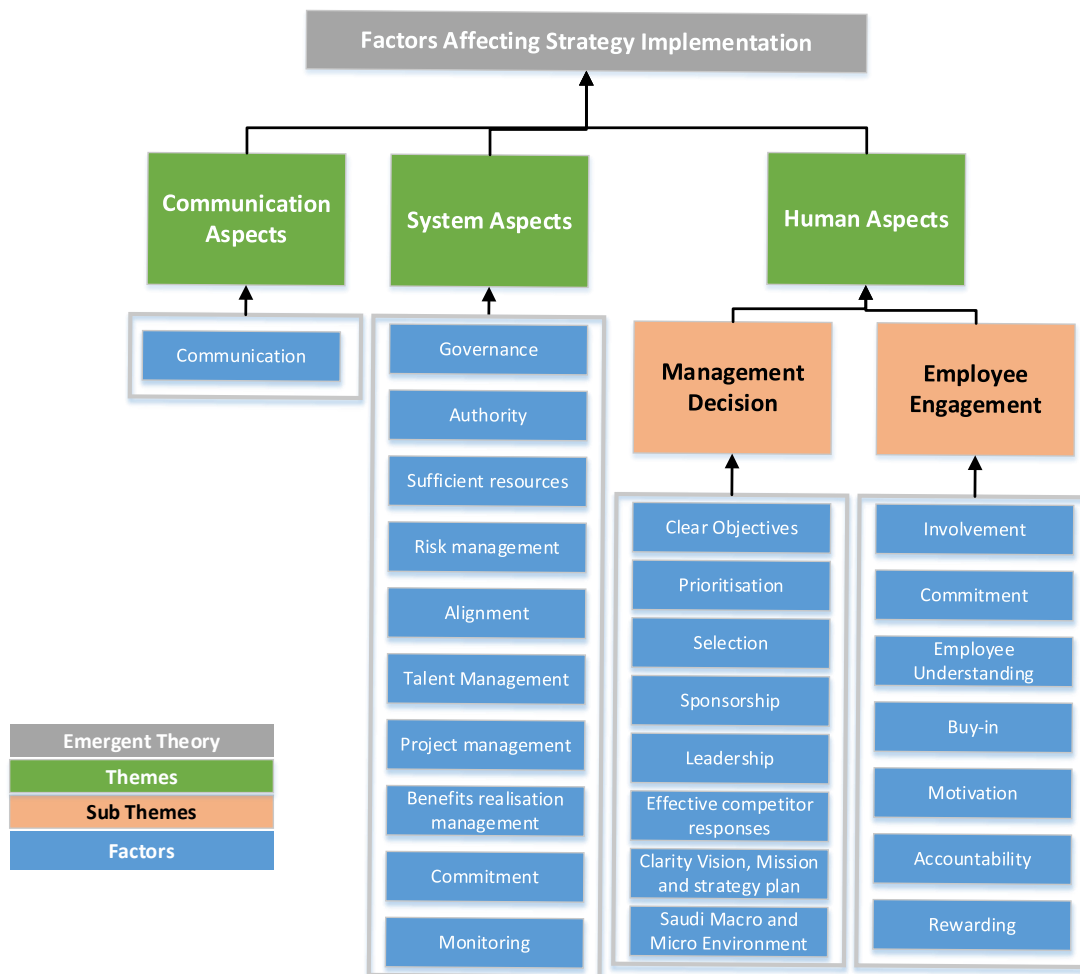 Factors Affecting Strategy Implementation
Communication
Aspects
System Aspects
Human Aspects
Communication
Governance
Authority
Sufficient resources
Risk management
Alignment
Talent Management
Project management
Benefits realisation
management
Commitment
Monitoring
Management
Decision
Clear Objectives
Prioritisation
Selection
Sponsorship
Leadership
Effective competitor
responses
Clarity Vision, Mission
and strategy plan
Saudi Macro and
Micro Environment
Employee
Engagement
Involvement
Commitment
Employee
Understanding
Buy-in
Motivation
Accountability
Rewarding
Emergent Theory
Themes
Sub Themes
Factors